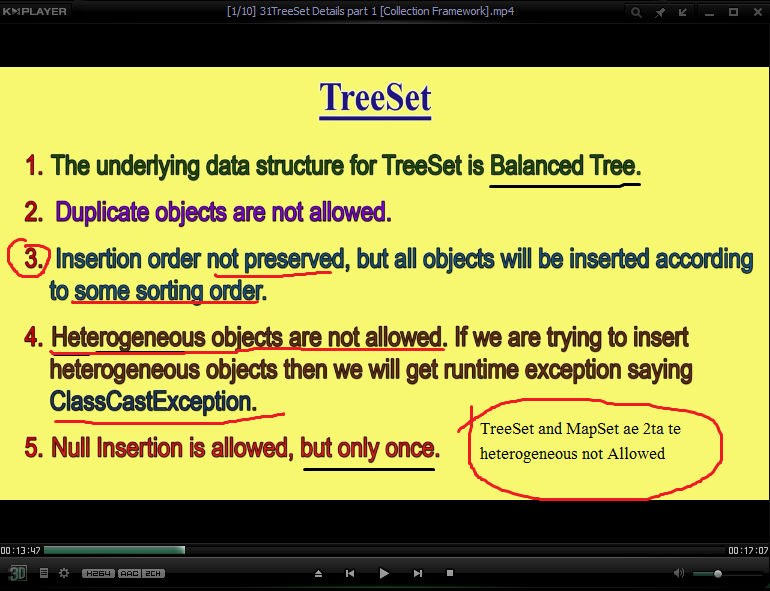 K-MPLAYER
[1/10] 31TreeSet Details part 1 [Collection Framework].mp4
TreeSet
1. The underlying data structure for TreeSet is Balanced Tree.
2. Duplicate objects are not allowed.
3. Insertion order not preserved, but all objects will be inserted according
to some sorting order.
4. Heterogeneous objects are not allowed. If we are trying to insert
heterogeneous objects then we will get runtime exception saying
ClassCastException.
TreeSet and MapSet ae 2ta te
heterogeneous not Allowed
5. Null Insertion is allowed, but only once.
00:13:47
00:17:07
3D
H264 AAC 2CH